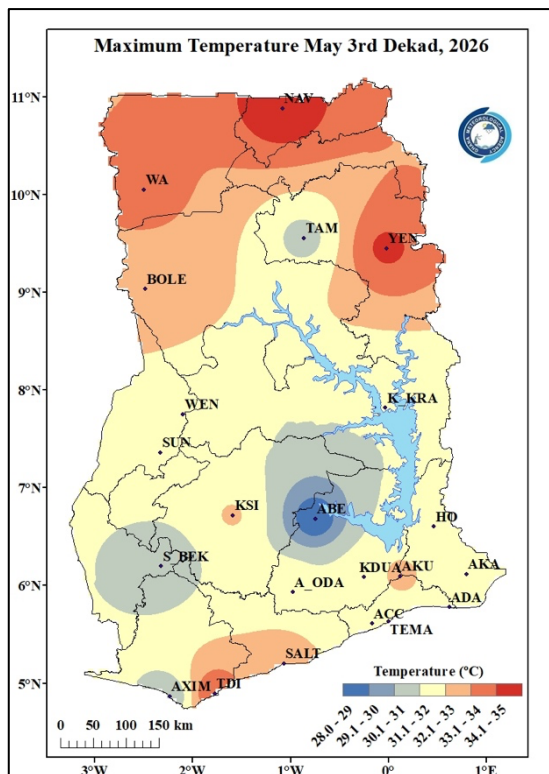 Maximum Temperature May 3rd Dekad, 2026
11°N
NAV
WA
10°N
TAM
YEN
BOLE
9°N
8°N
WEN
K_KRA
SUN
7°N
KSI
ABE
HO
S_BEK
6°N
A_ODA
KDUA
AKU
AKA
ADA
ACC
TEMA
SALT
5°N
AXIM
TDI
Temperature (°C)
28.0 - 29
29.1 - 30
30.1 - 31
31.1 - 32
32.1 - 33
33.1 - 34
34.1 - 35
0 50 100 150 km
3°W 2°W 1°W 0° 1°E